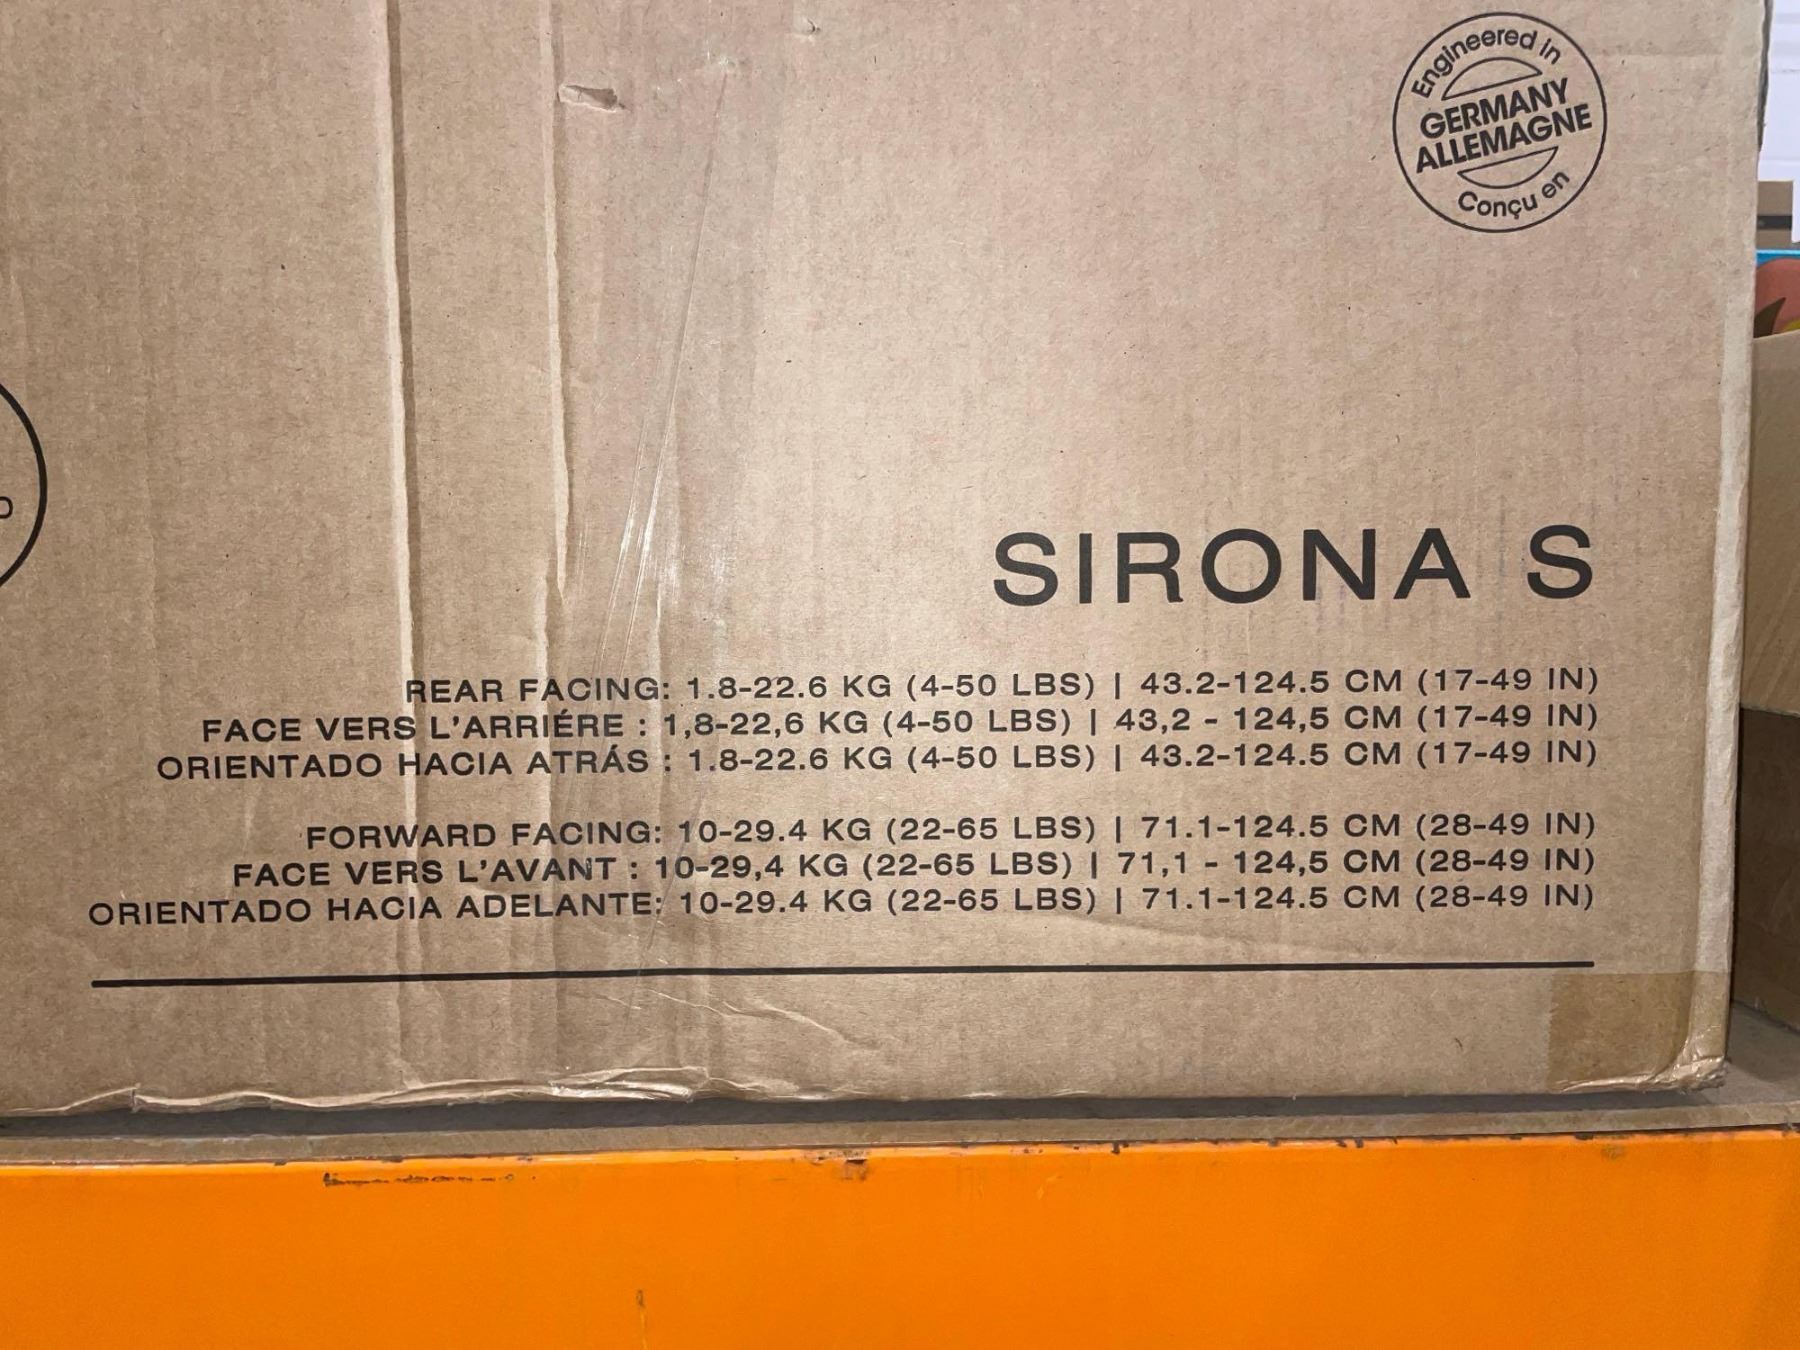 Engineered in
GERMANY
ALLEMAGNE
Conçu en
SIRONA S
REAR FACING: 1.8-22.6 KG (4-50 LBS) | 43.2-124.5 CM (17-49 IN)
FACE VERS L'ARRIÉRE : 1,8-22,6 KG (4-50 LBS) | 43,2 - 124,5 CM (17-49 IN)
ORIENTADO HACIA ATRÁS : 1.8-22.6 KG (4-50 LBS) | 43.2-124.5 CM (17-49 IN)
FORWARD FACING: 10-29.4 KG (22-65 LBS) | 71.1-124.5 CM (28-49 IN)
FACE VERS L'AVANT : 10-29,4 KG (22-65 LBS) | 71,1 - 124,5 CM (28-49 IN)
ORIENTADO HACIA ADELANTE: 10-29.4 KG (22-65 LBS) | 71.1-124.5 CM (28-49 IN)